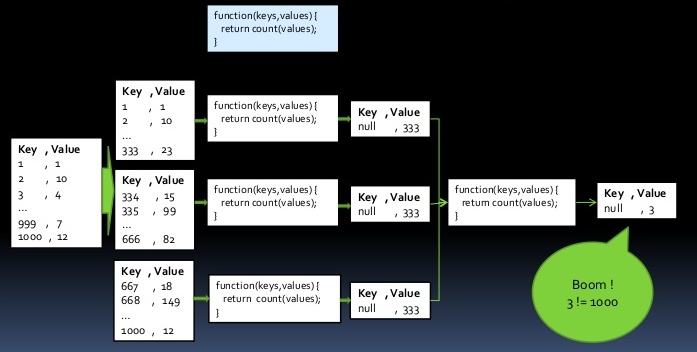 function(keys,values) {
return count(values);
}
Key , Value
1 , 1
2 , 10
3 , 4
...
999 , 7
1000 , 12
Key , Value
1 , 1
2 , 10
...
333 , 23
function(keys,values) {
return count(values);
}
Key , Value
null , 333
Key , Value
334 , 15
335 , 99
...
666 , 82
function(keys,values) {
return count(values);
}
Key , Value
null , 333
Key , Value
667 , 18
668 , 149
...
1000 , 12
function(keys,values) {
return count(values);
}
Key , Value
null , 333
function(keys,values) {
return count(values);
}
Key , Value
null , 3
Boom !
3 != 1000